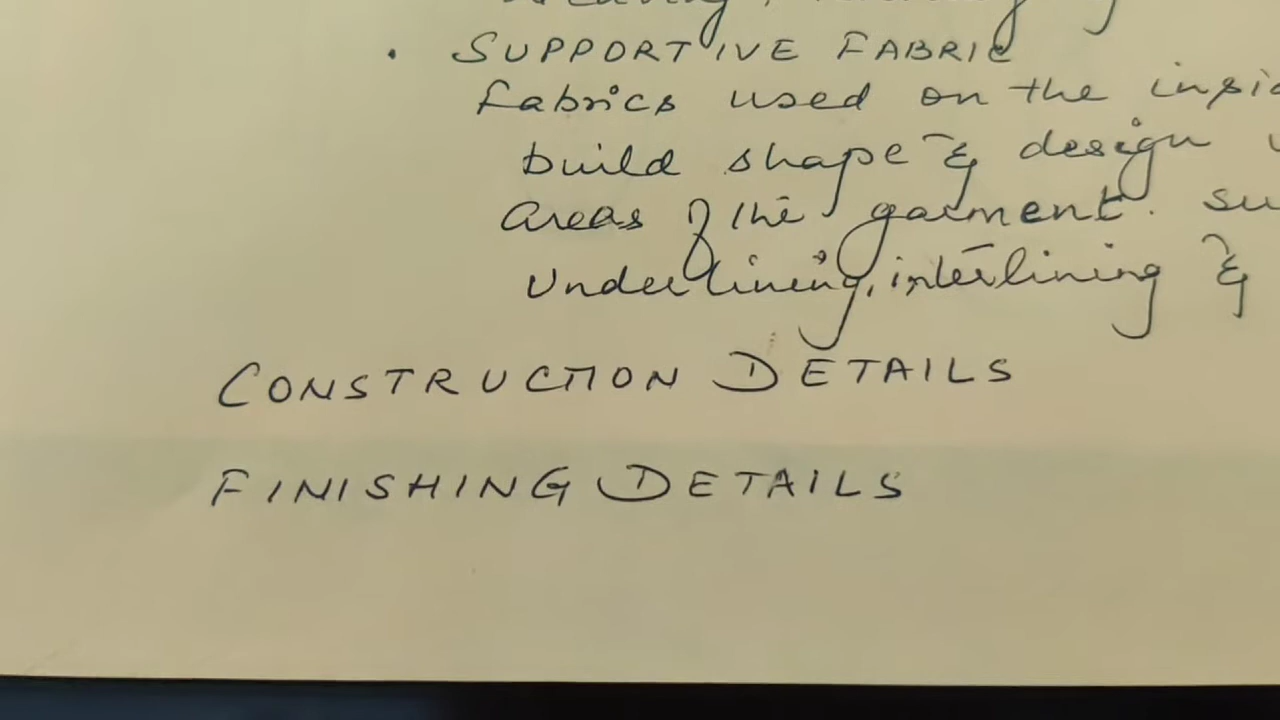 • SUPPORTIVE FABRIC
fabrics used on the
build shape & design
areas of the garment.
Underlining, interlining &
CONSTRUCTION DETAILS
FINISHING DETAILS